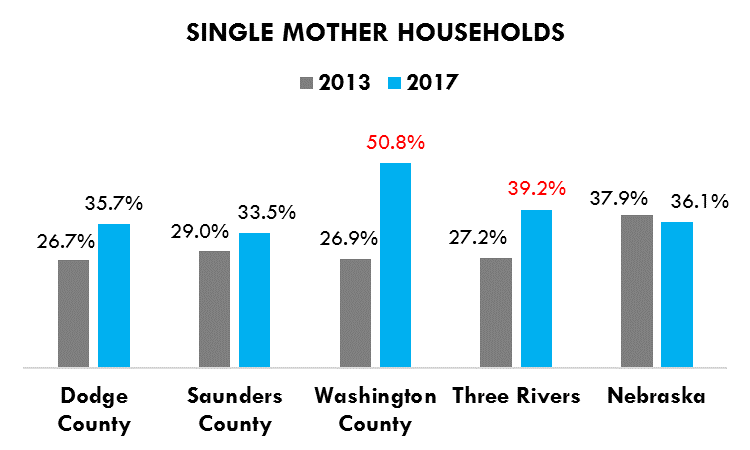 SINGLE MOTHER HOUSEHOLDS
2013 2017
26.7% 35.7% 29.0% 33.5% 26.9% 50.8% 27.2% 39.2% 37.9% 36.1%
Dodge County
Saunders County
Washington County
Three Rivers
Nebraska